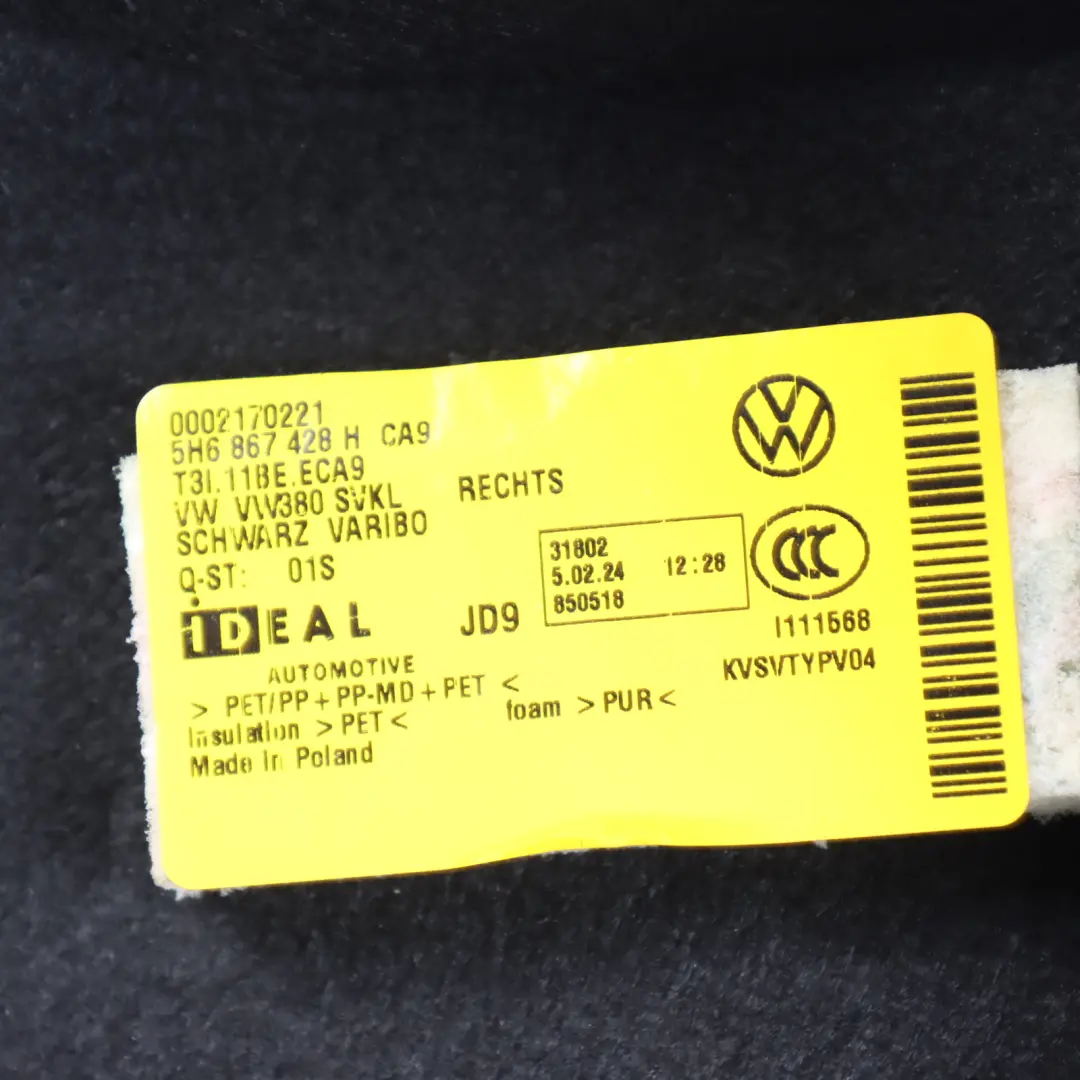 0002170221
5H6 867 428 H CA9
T3I.11BE.ECA9
VW VW380 SVKL
RECHTS
SCHWARZ VARIBO
Q-ST: 01S
31802
5.02.24 12:28
850518
iDEAL
AUTOMOTIVE
JD9
I111568
KVSVTYPV04
> PET/PP+PP-MD+PET <
Insulation >PET<
foam >PUR<
Made In Poland
VW
CCC